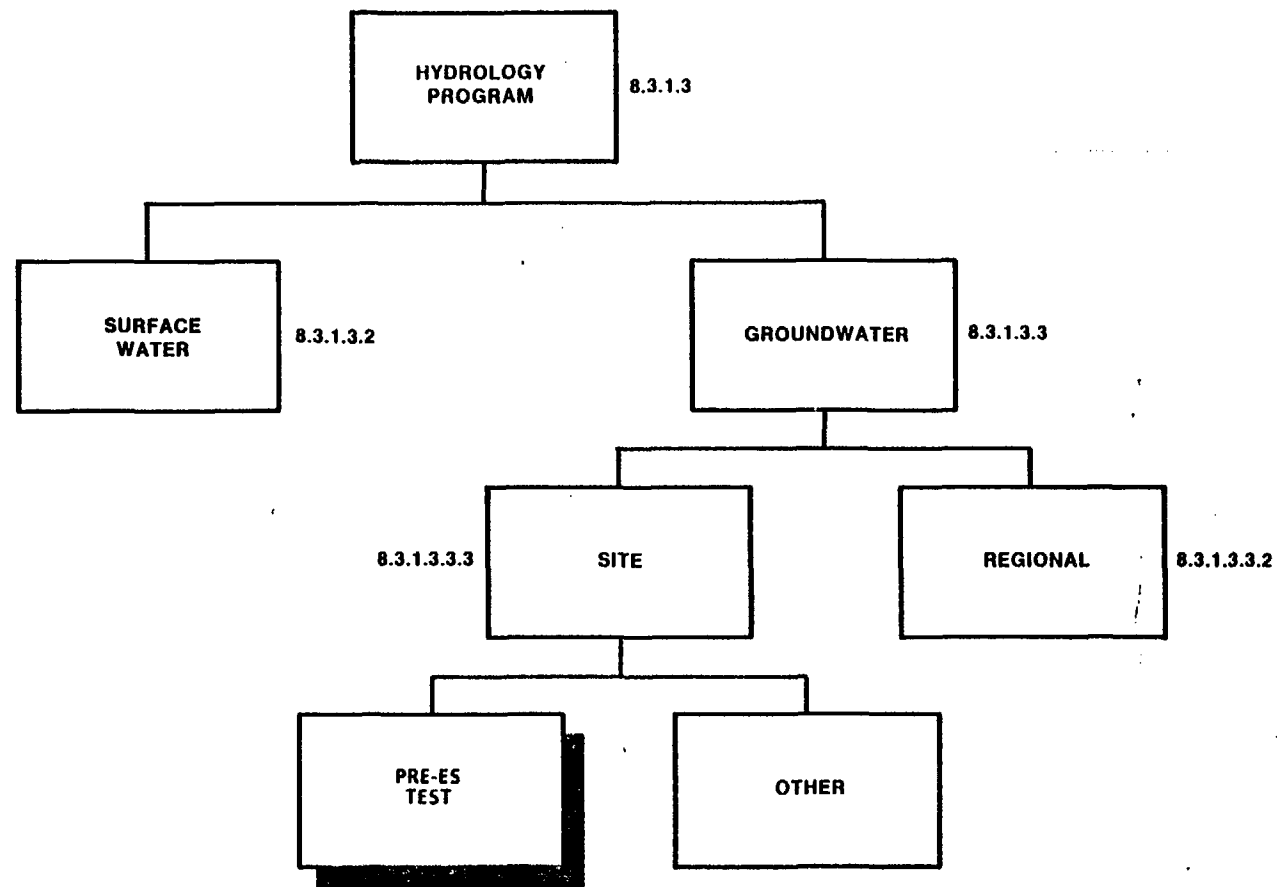 HYDROLOGY
PROGRAM
8.3.1.3
SURFACE
WATER
8.3.1.3.2
GROUNDWATER
8.3.1.3.3
8.3.1.3.3.3
SITE
REGIONAL
8.3.1.3.3.2
PRE-ES
TEST
OTHER